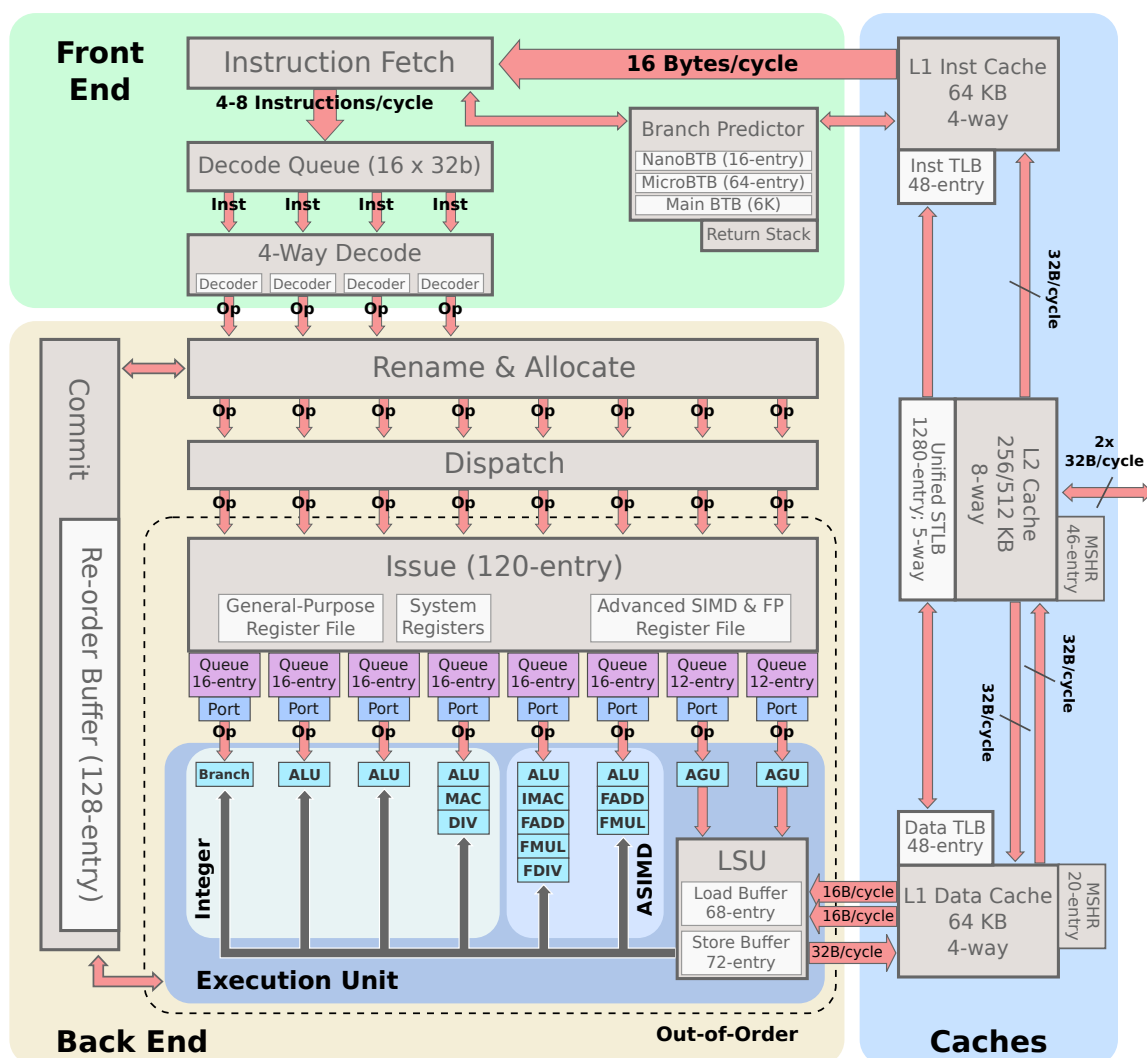 Front
End
Instruction Fetch
16 Bytes/cycle
L1 Inst Cache
64 KB
4-way
4-8 Instructions/cycle
Branch Predictor
NanoBTB (16-entry)
MicroBTB (64-entry)
Main BTB (6K)
Return Stack
Inst TLB
48-entry
Decode Queue (16 x 32b)
Inst Inst Inst Inst
4-Way Decode
Decoder Decoder Decoder Decoder
Op Op Op Op
32B/cycle
Commit
Re-order Buffer (128-entry)
Rename & Allocate
Op Op Op Op Op Op Op Op
Dispatch
Op Op Op Op Op Op Op Op
Unified STLB
1280-entry; 5-way
L2 Cache
256/512 KB
8-way
2x
32B/cycle
MSHR
46-entry
Issue (120-entry)
General-Purpose
Register File
System
Registers
Advanced SIMD & FP
Register File
Queue Queue Queue Queue Queue Queue Queue Queue
16-entry 16-entry 16-entry 16-entry 16-entry 16-entry 12-entry 12-entry
Port Port Port Port Port Port Port Port
Op Op Op Op Op Op Op Op
32B/cycle
32B/cycle
Branch ALU ALU ALU ALU ALU AGU AGU
MAC IMAC FADD
DIV FADD FMUL
FMUL
FDIV
Integer
ASIMD
LSU
Load Buffer
68-entry
Store Buffer
72-entry
16B/cycle
16B/cycle
32B/cycle
Data TLB
48-entry
L1 Data Cache
64 KB
4-way
MSHR
20-entry
Execution Unit
Out-of-Order
Back End
Caches